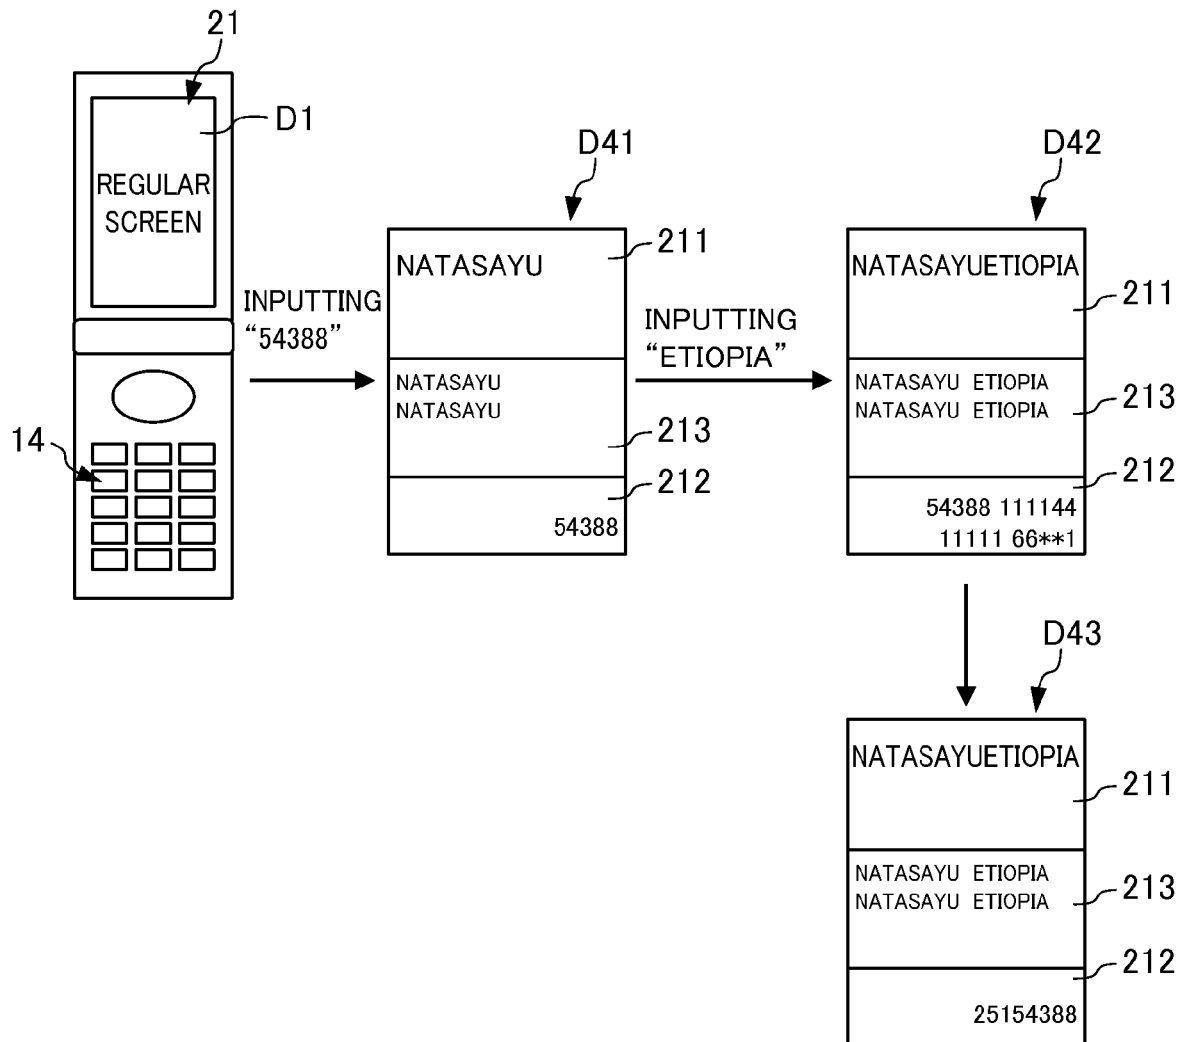 21
D1
REGULAR
SCREEN
14
INPUTTING
“54388”
D41
NATASAYU
211
NATASAYU
NATASAYU
213
212
54388
INPUTTING
“ETIOPIA”
D42
NATASAYUETIOPIA
211
NATASAYU ETIOPIA
NATASAYU ETIOPIA
213
212
54388 111144
11111 66**1
D43
NATASAYUETIOPIA
211
NATASAYU ETIOPIA
NATASAYU ETIOPIA
213
212
25154388